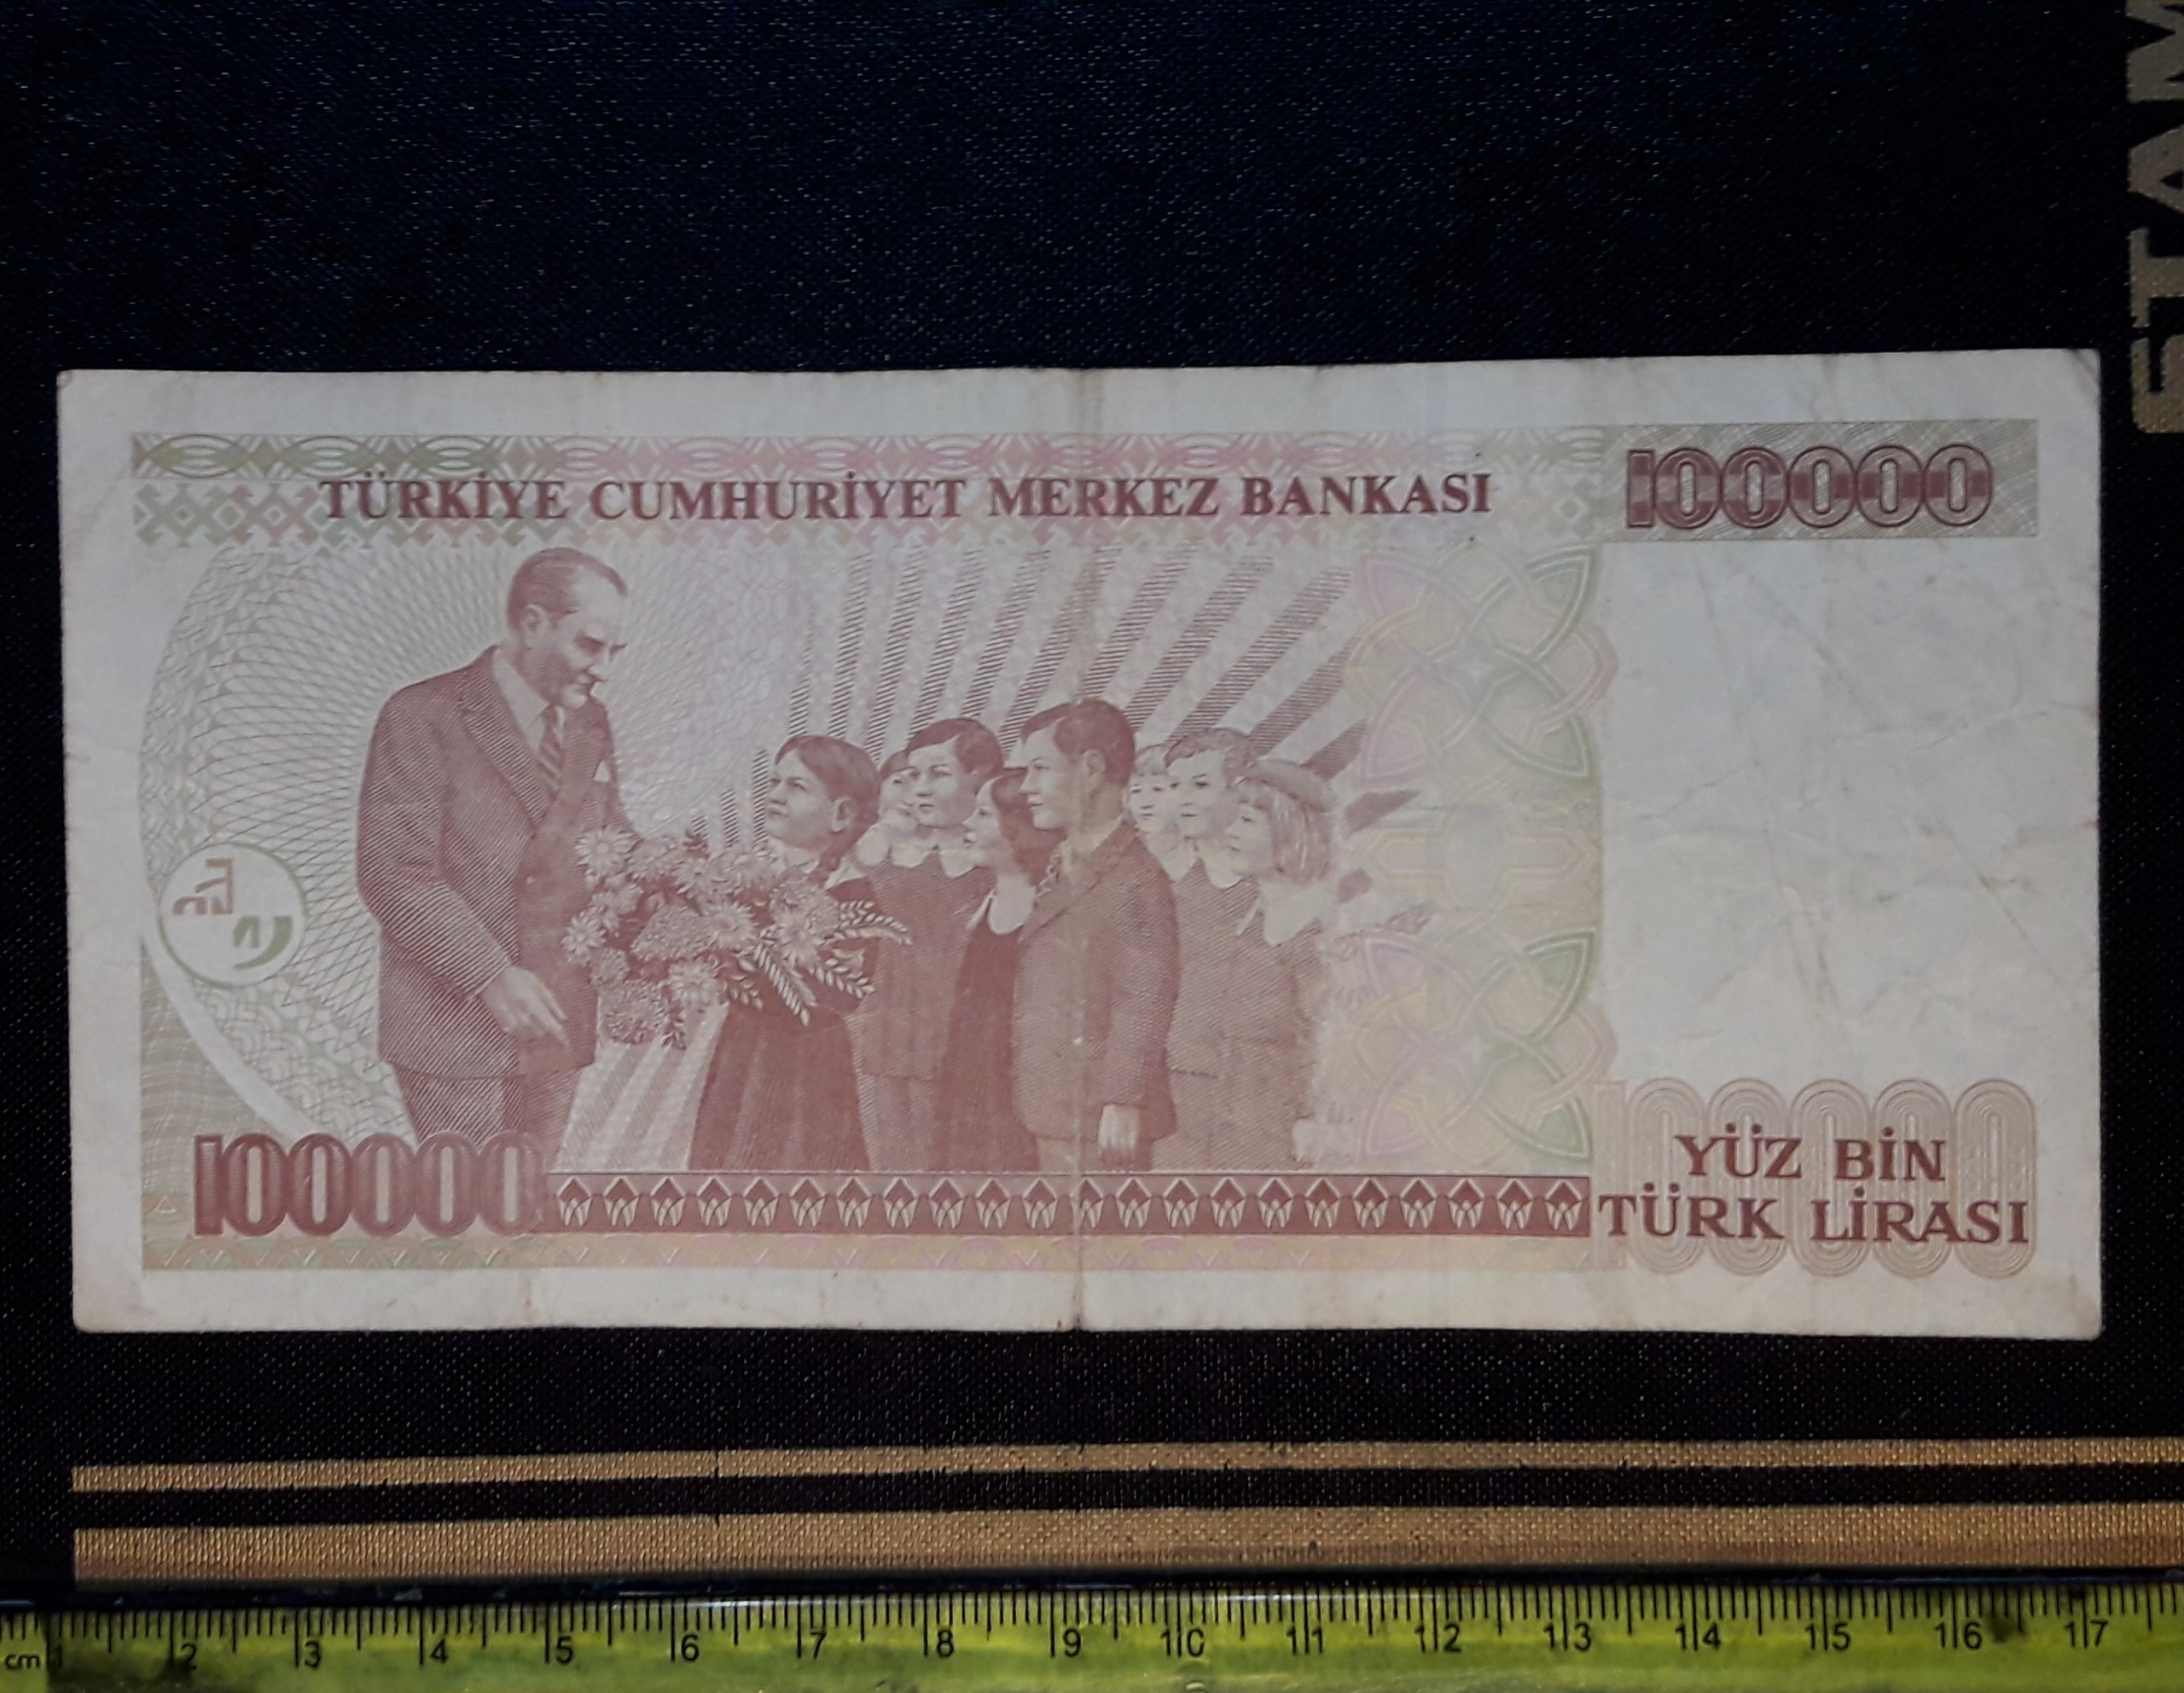 STAM
TÜRKİYE CUMHURİYET MERKEZ BANKASI
100000
100000
100000
YÜZ BİN
TÜRK LİRASI
cm 1 2 3 4 5 6 7 8 9 10 11 12 13 14 15 16 17